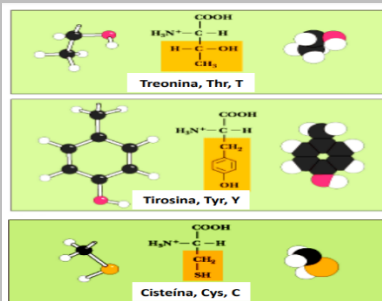 COOH
H₃N⁺—C—H
H—C—OH
CH₃
Treonina, Thr, T
COOH
H₃N⁺—C—H
CH₂
OH
Tirosina, Tyr, Y
COOH
H₃N⁺—C—H
CH₂
SH
Cisteína, Cys, C